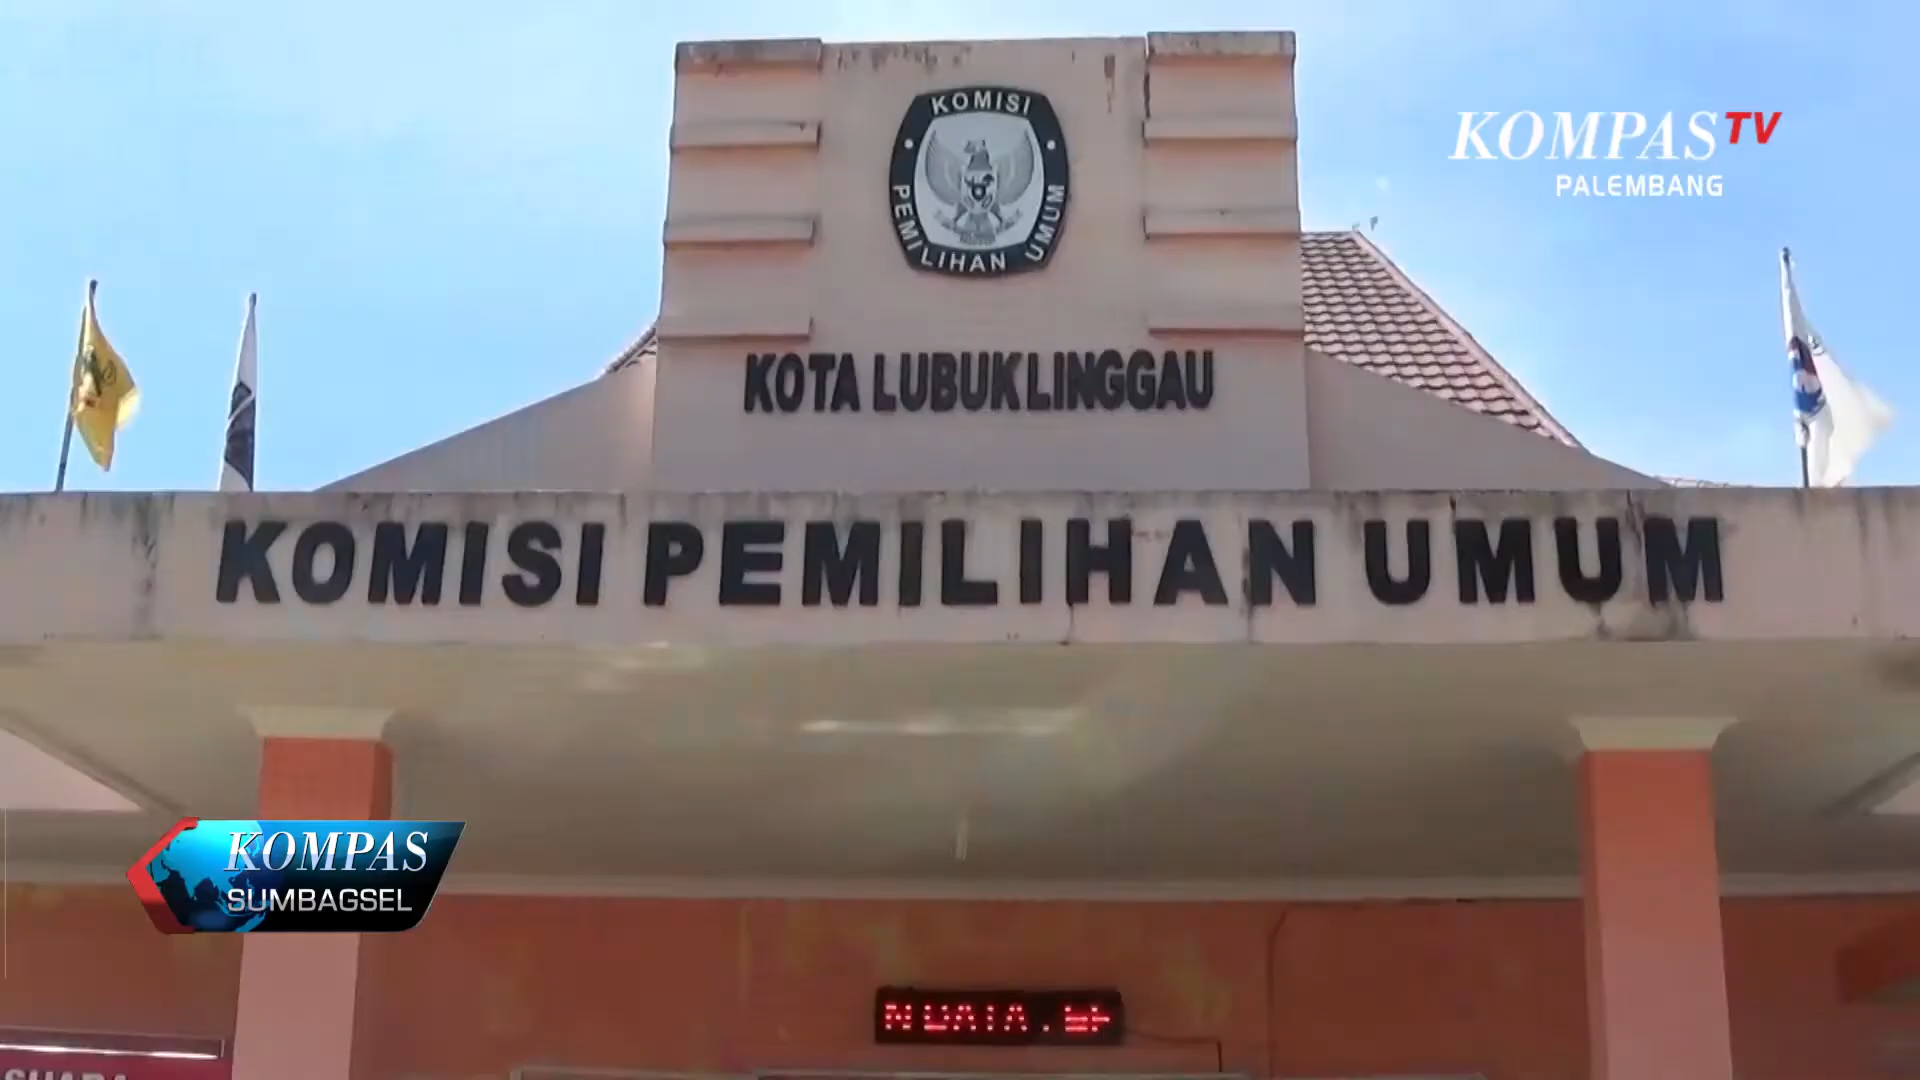 KOMISI
PEMILIHAN UMUM
KOMPAS TV
PALEMBANG
KOTA LUBUKLINGGAU
KOMISI PEMILIHAN UMUM
KOMPAS
SUMBAGSEL